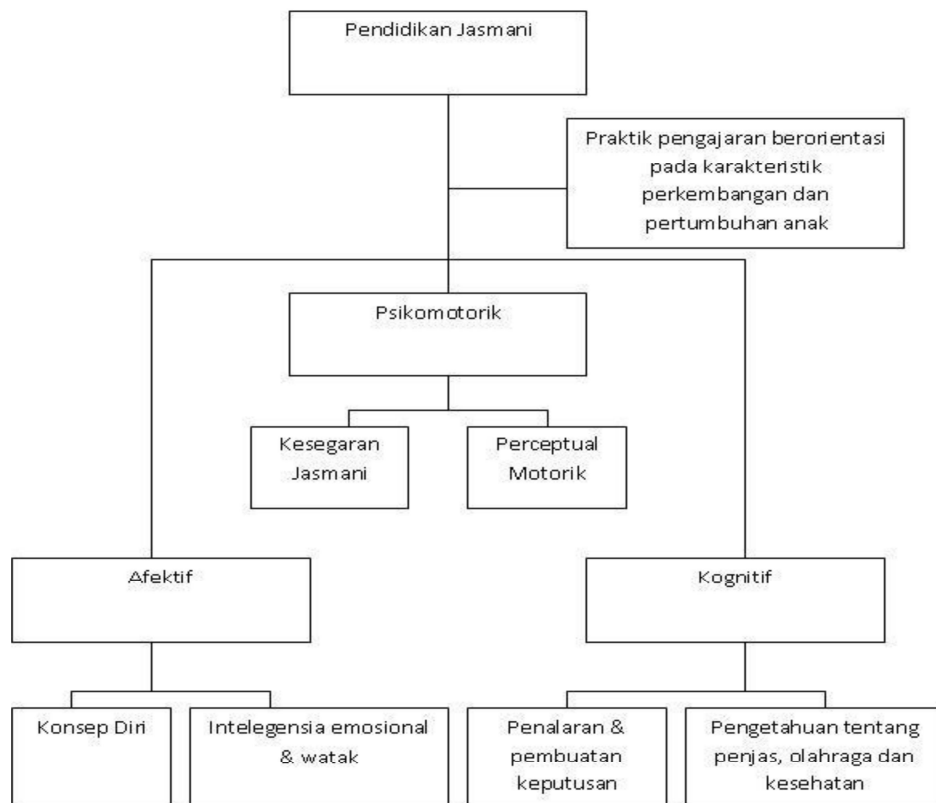 Pendidikan Jasmani
Praktik pengajaran berorientasi
pada karakteristik
perkembangan dan
pertumbuhan anak
Psikomotorik
Kesegaran
Jasmani
Perceptual
Motorik
Afektif
Kognitif
Konsep Diri
Intelegensia emosional
& watak
Penalaran &
pembuatan
keputusan
Pengetahuan tentang
penjas, olahraga dan
kesehatan